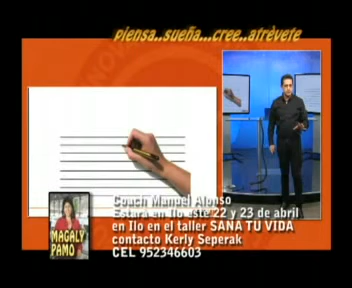 piensa..sueña...cree..atrévete
Coach Manuel Alonso
Estará en Ilo este 22 y 23 de abril
en Ilo en el taller SANA TU VIDA
contacto Kerly Seperak
CEL 952346603
MAGALY
PAMO